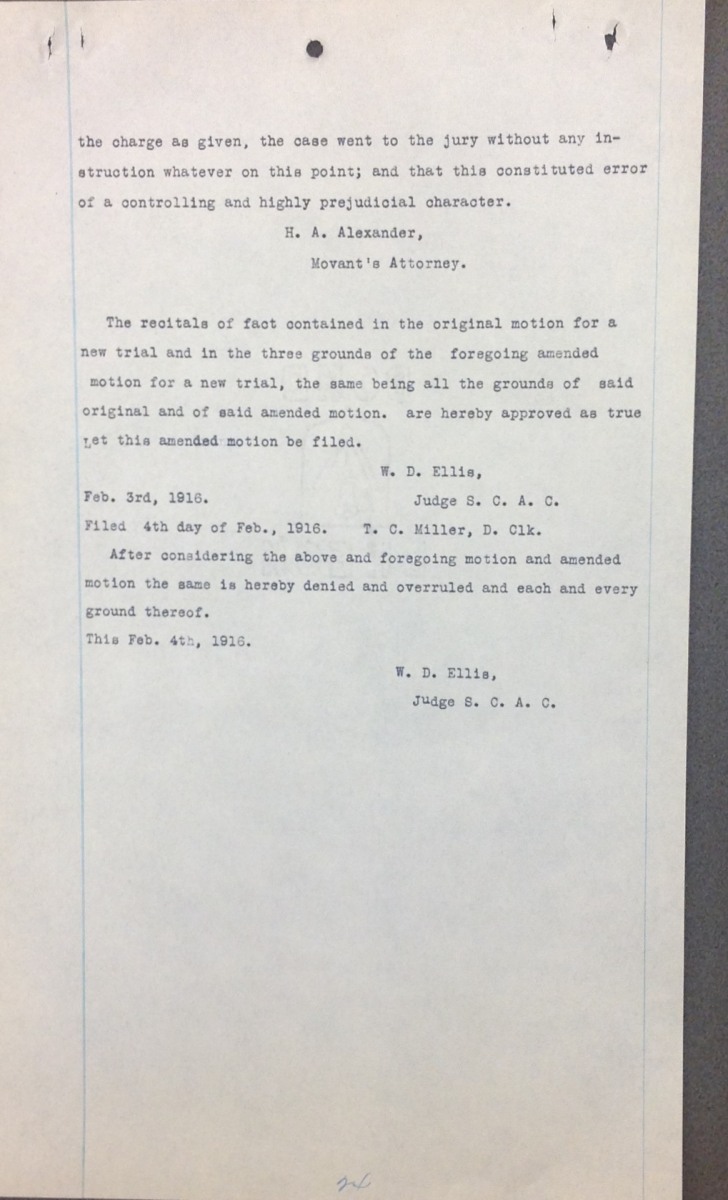 the charge as given, the case went to the jury without any in-
struction whatever on this point; and that this constituted error
of a controlling and highly prejudicial character.
H. A. Alexander,
Movant's Attorney.
The recitals of fact contained in the original motion for a
new trial and in the three grounds of the foregoing amended
motion for a new trial, the same being all the grounds of said
original and of said amended motion. are hereby approved as true
Let this amended motion be filed.
W. D. Ellis,
Feb. 3rd, 1916. Judge S. C. A. C.
Filed 4th day of Feb., 1916. T. C. Miller, D. Clk.
After considering the above and foregoing motion and amended
motion the same is hereby denied and overruled and each and every
ground thereof.
This Feb. 4th, 1916.
W. D. Ellis,
Judge S. C. A. C.
24